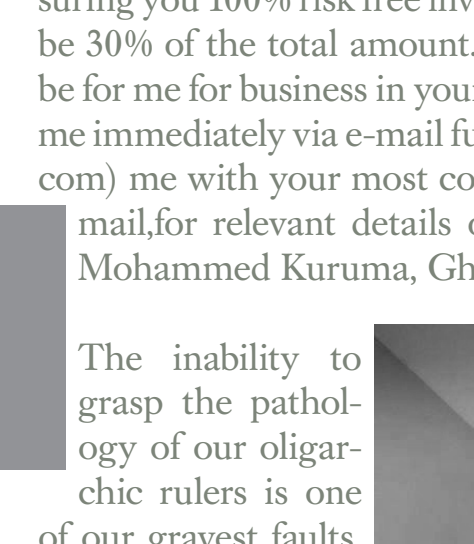 suring you 100% risk free inv
be 30% of the total amount.
be for me for business in your
me immediately via e-mail fu
com) me with your most co
mail,for relevant details
Mohammed Kuruma, Gh
The inability to
grasp the pathol-
ogy of our oligar-
chic rulers is one
of our gravest faults.